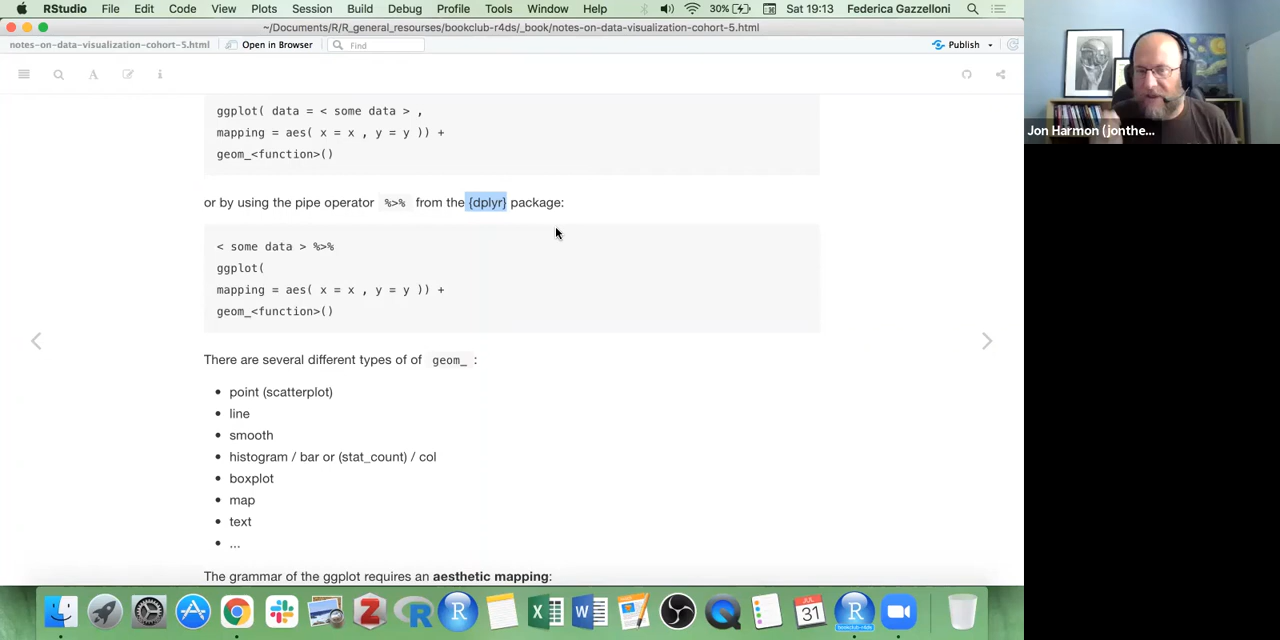 RStudio File Edit Code View Plots Session Build Debug Profile Tools Window Help 30% Sat 19:13 Federica Gazzelloni
~/Documents/R/R_general_resourses/bookclub-r4ds/_book/notes-on-data-visualization-cohort-5.html
notes-on-data-visualization-cohort-5.html Open in Browser Find Publish
ggplot( data = < some data > ,
mapping = aes( x = x , y = y )) +
geom_<function>()
or by using the pipe operator %>% from the {dplyr} package:
< some data > %>%
ggplot(
mapping = aes( x = x , y = y )) +
geom_<function>()
There are several different types of of geom_ :
• point (scatterplot)
• line
• smooth
• histogram / bar or (stat_count) / col
• boxplot
• map
• text
• ...
The grammar of the ggplot requires an aesthetic mapping:
Jon Harmon (jonthe...
31